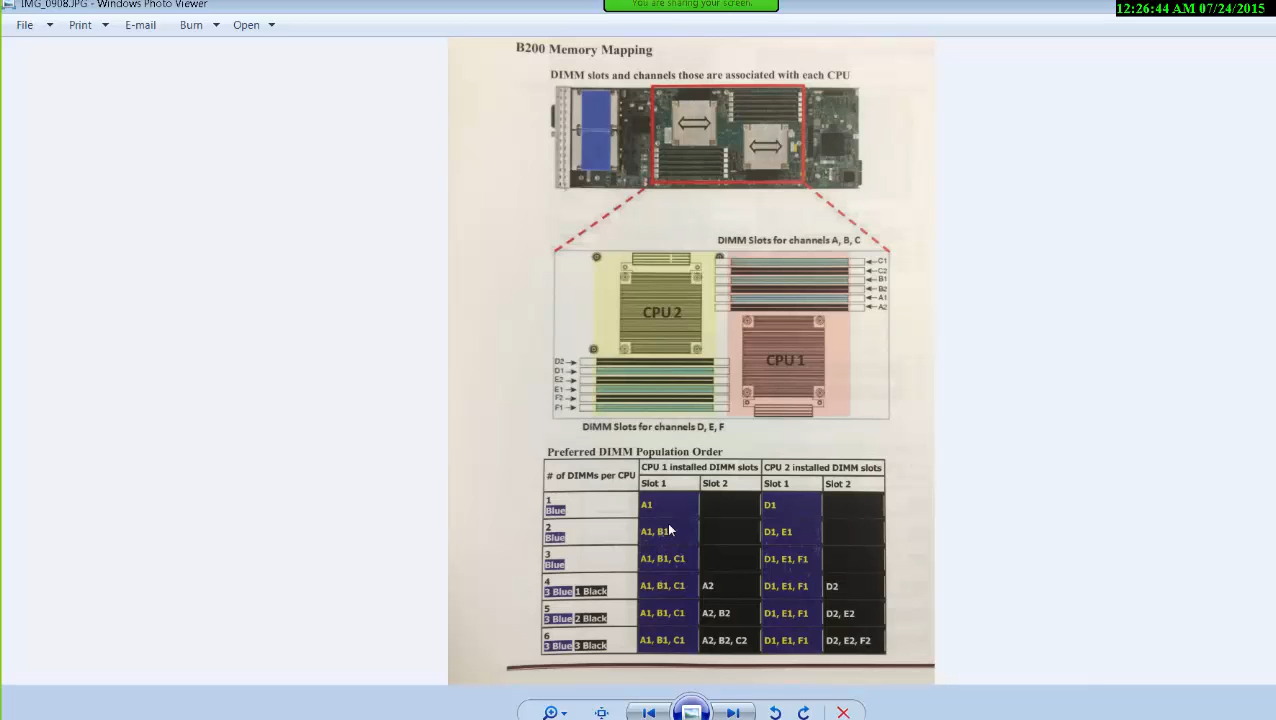 IMG_0908.JPG - Windows Photo Viewer
You are sharing your screen.
12:26:44 AM 07/24/2015
File Print E-mail Burn Open
B200 Memory Mapping
DIMM slots and channels those are associated with each CPU
DIMM Slots for channels A, B, C
C1
C2
B1
B2
A1
A2
CPU 2
CPU 1
D2
D1
E2
E1
F2
F1
DIMM Slots for channels D, E, F
Preferred DIMM Population Order
# of DIMMs per CPU CPU 1 installed DIMM slots CPU 2 installed DIMM slots
Slot 1 Slot 2 Slot 1 Slot 2
1
Blue A1 D1
2
Blue A1, B1 D1, E1
3
Blue A1, B1, C1 D1, E1, F1
4
3 Blue 1 Black A1, B1, C1 A2 D1, E1, F1 D2
5
3 Blue 2 Black A1, B1, C1 A2, B2 D1, E1, F1 D2, E2
6
3 Blue 3 Black A1, B1, C1 A2, B2, C2 D1, E1, F1 D2, E2, F2